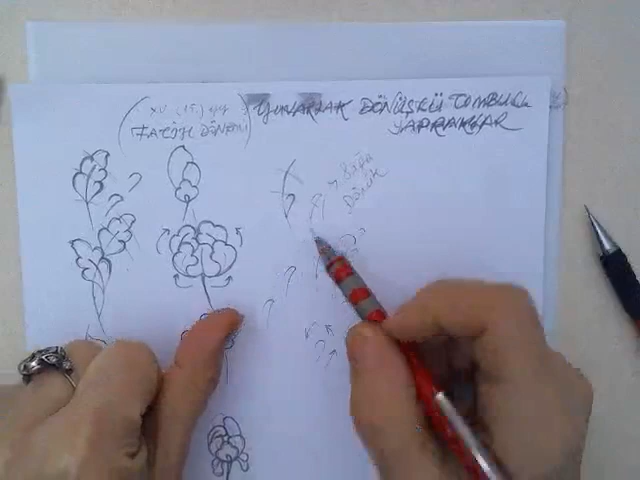 XV. (15.) yy
FATİH DÖNEMİ
YUVARLAK DÖNÜŞLÜ TOMBUL
YAPRAKLAR
Sağa
Dönük